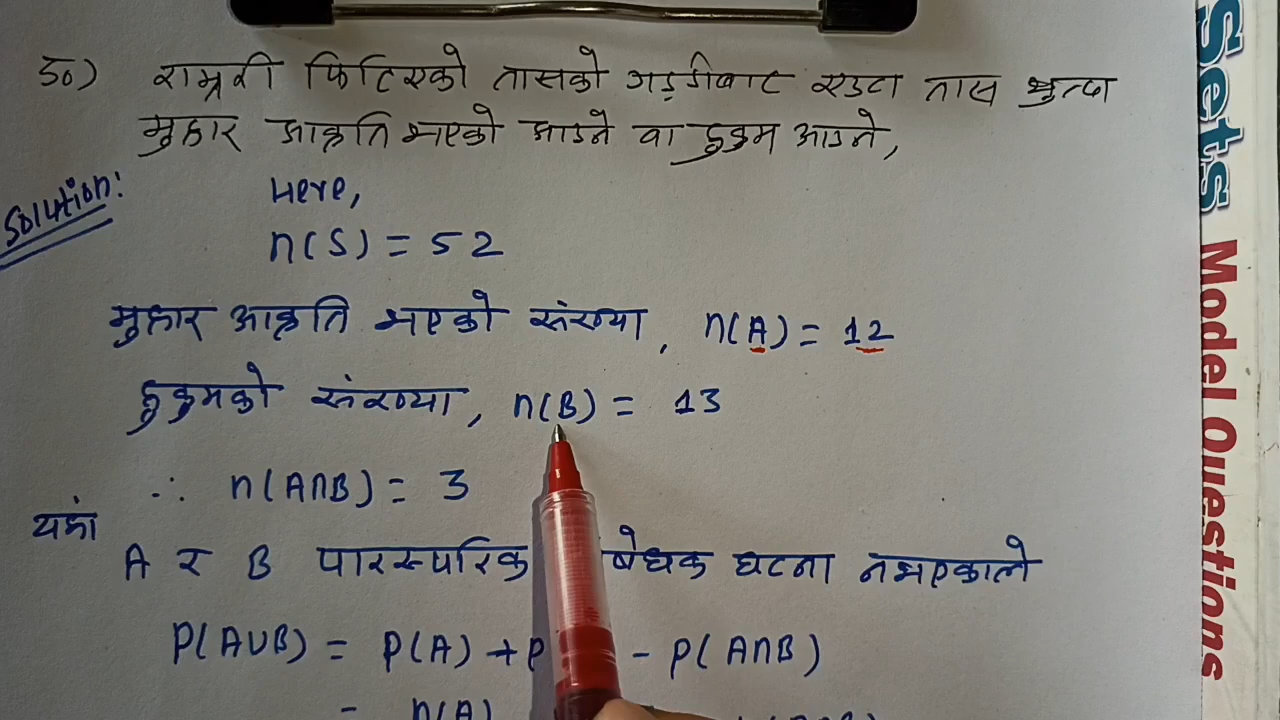 50) राम्ररी फिटिएको तासको गड्डीबाट एउटा तास थुत्दा
मुहार आकृति भएको आउने वा हुकुम आउने,
Solution:
Here,
n(S) = 52
मुहार आकृति भएको संख्या, n(A) = 12
हुकुमको संख्या, n(B) = 13
∴ n(A∩B) = 3
यहाँ
A र B पारस्परिक षेधक घटना नभएकाले
P(A∪B) = P(A) + P - P(A∩B)
= n(A)
Sets Model Questions